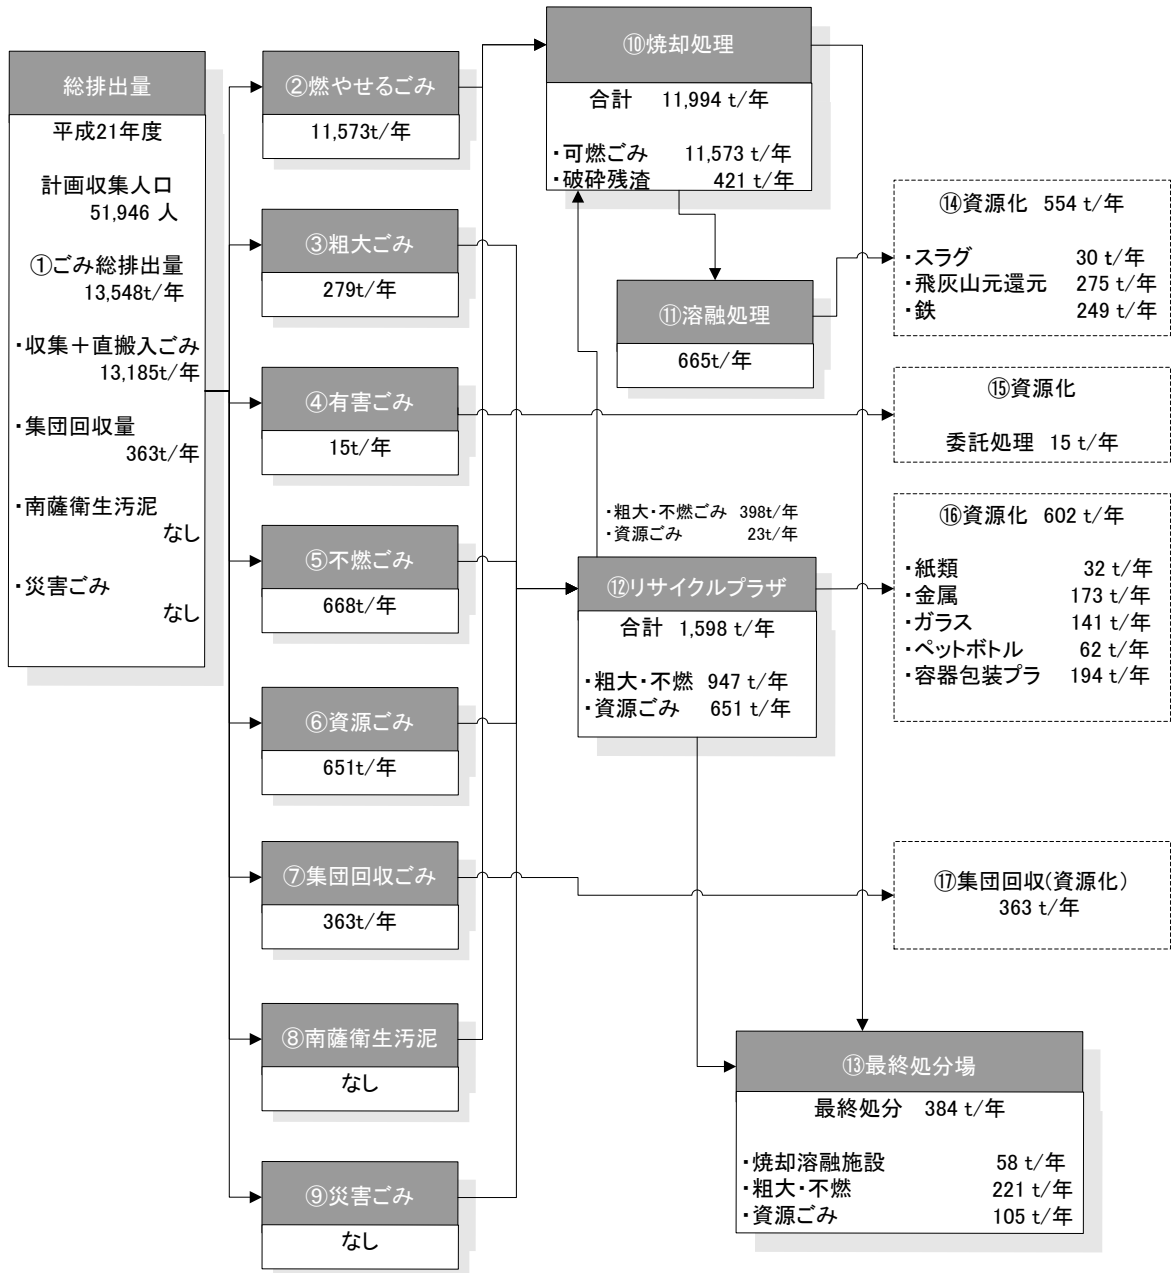 総排出量
平成21年度
計画収集人口
51,946 人
①ごみ総排出量
13,548t/年
・収集＋直搬入ごみ
13,185t/年
・集団回収量
363t/年
・南薩衛生汚泥
なし
・災害ごみ
なし
②燃やせるごみ
11,573t/年
③粗大ごみ
279t/年
④有害ごみ
15t/年
⑤不燃ごみ
668t/年
⑥資源ごみ
651t/年
⑦集団回収ごみ
363t/年
⑧南薩衛生汚泥
なし
⑨災害ごみ
なし
⑩焼却処理
合計 11,994 t/年
・可燃ごみ 11,573 t/年
・破砕残渣 421 t/年
⑪溶融処理
665t/年
・粗大・不燃ごみ 398t/年
・資源ごみ 23t/年
⑫リサイクルプラザ
合計 1,598 t/年
・粗大・不燃 947 t/年
・資源ごみ 651 t/年
⑬最終処分場
最終処分 384 t/年
・焼却溶融施設 58 t/年
・粗大・不燃 221 t/年
・資源ごみ 105 t/年
⑭資源化 554 t/年
・スラグ 30 t/年
・飛灰山元還元 275 t/年
・鉄 249 t/年
⑮資源化
委託処理 15 t/年
⑯資源化 602 t/年
・紙類 32 t/年
・金属 173 t/年
・ガラス 141 t/年
・ペットボトル 62 t/年
・容器包装プラ 194 t/年
⑰集団回収(資源化)
363 t/年